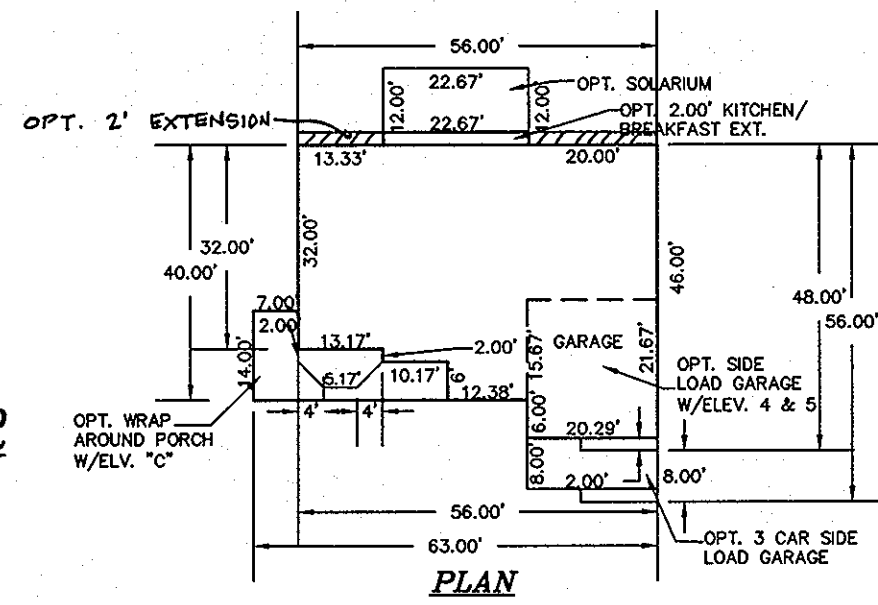 56.00'
22.67'
OPT. SOLARIUM
12.00'
12.00'
OPT. 2.00' KITCHEN/
BREAKFAST EXT.
OPT. 2' EXTENSION
22.67'
13.33'
20.00'
32.00'
32.00'
40.00'
46.00'
48.00'
56.00'
7.00'
2.00'
13.17'
2.00'
14.00'
5.17'
10.17'
6'
12.38'
4'
4'
15.67'
GARAGE
21.67'
OPT. SIDE
LOAD GARAGE
W/ELEV. 4 & 5
OPT. WRAP
AROUND PORCH
W/ELV. "C"
6.00'
20.29'
8.00'
2.00'
8.00'
56.00'
63.00'
OPT. 3 CAR SIDE
LOAD GARAGE
PLAN